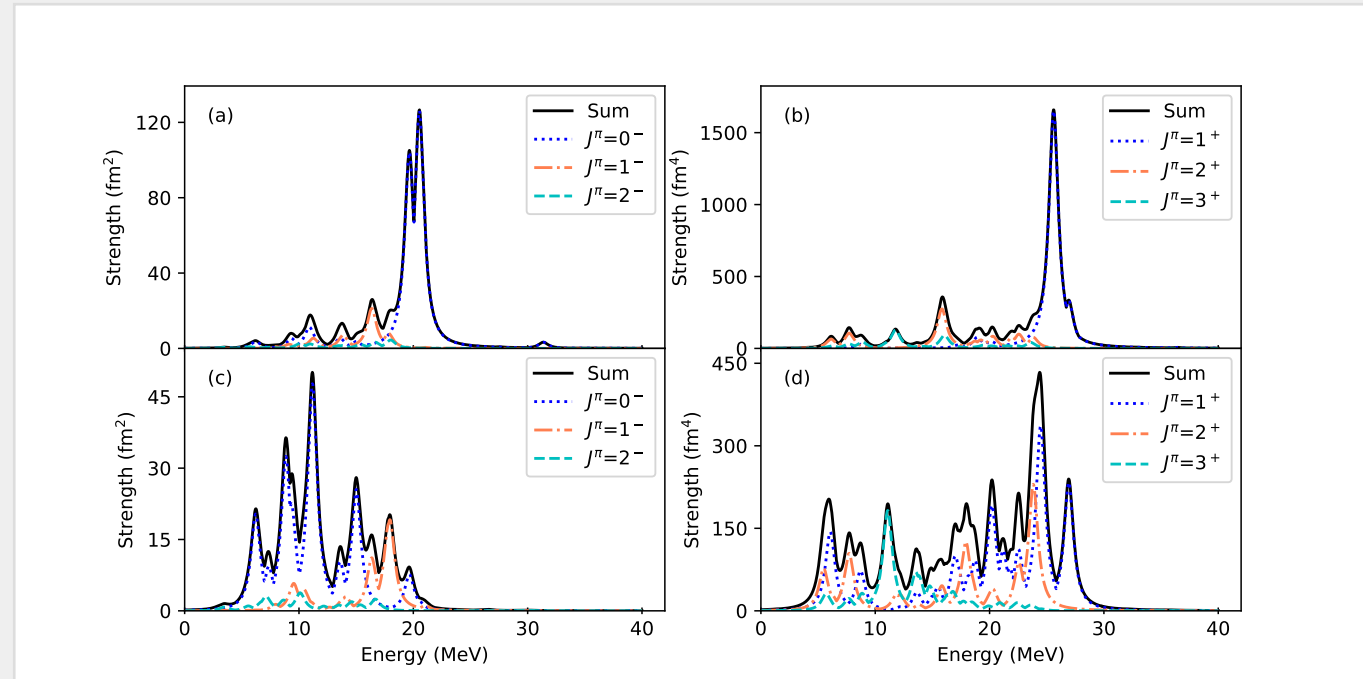 (a)
Sum
Jπ=0−
Jπ=1−
Jπ=2−
120
80
40
0
Strength (fm²)
(b)
Sum
Jπ=1+
Jπ=2+
Jπ=3+
1500
1000
500
0
Strength (fm⁴)
(c)
Sum
Jπ=0−
Jπ=1−
Jπ=2−
45
30
15
0
Strength (fm²)
0 10 20 30 40
Energy (MeV)
(d)
Sum
Jπ=1+
Jπ=2+
Jπ=3+
450
300
150
0
Strength (fm⁴)
0 10 20 30 40
Energy (MeV)